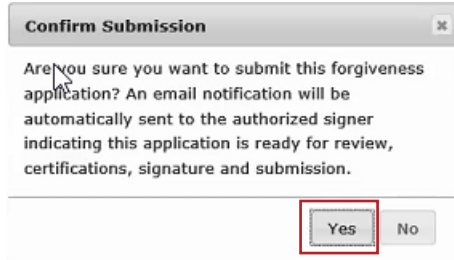 Confirm Submission
Are you sure you want to submit this forgiveness
application? An email notification will be
automatically sent to the authorized signer
indicating this application is ready for review,
certifications, signature and submission.
Yes No